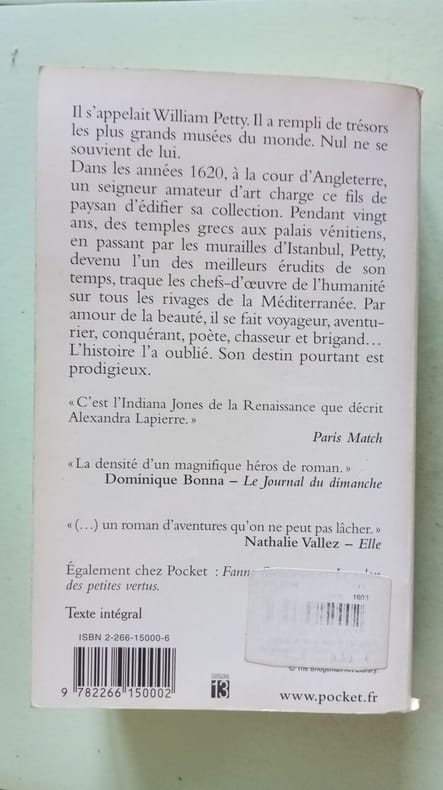 Il s'appelait William Petty. Il a rempli de trésors
les plus grands musées du monde. Nul ne se
souvient de lui.
Dans les années 1620, à la cour d'Angleterre,
un seigneur amateur d'art charge ce fils de
paysan d'édifier sa collection. Pendant vingt
ans, des temples grecs aux palais vénitiens,
en passant par les murailles d'Istanbul, Petty,
devenu l'un des meilleurs érudits de son
temps, traque les chefs-d'œuvre de l'humanité
sur tous les rivages de la Méditerranée. Par
amour de la beauté, il se fait voyageur, aventu-
rier, conquérant, poète, chasseur et brigand...
L'histoire l'a oublié. Son destin pourtant est
prodigieux.
« C'est l'Indiana Jones de la Renaissance que décrit
Alexandra Lapierre. »
Paris Match
« La densité d'un magnifique héros de roman. »
Dominique Bonna – Le Journal du dimanche
« (...) un roman d'aventures qu'on ne peut pas lâcher. »
Nathalie Vallez – Elle
Également chez Pocket :
des petites vertus.
Texte intégral
ISBN 2-266-15000-6
9 782266 150002
13
© The Bridgeman Art Library.
www.pocket.fr